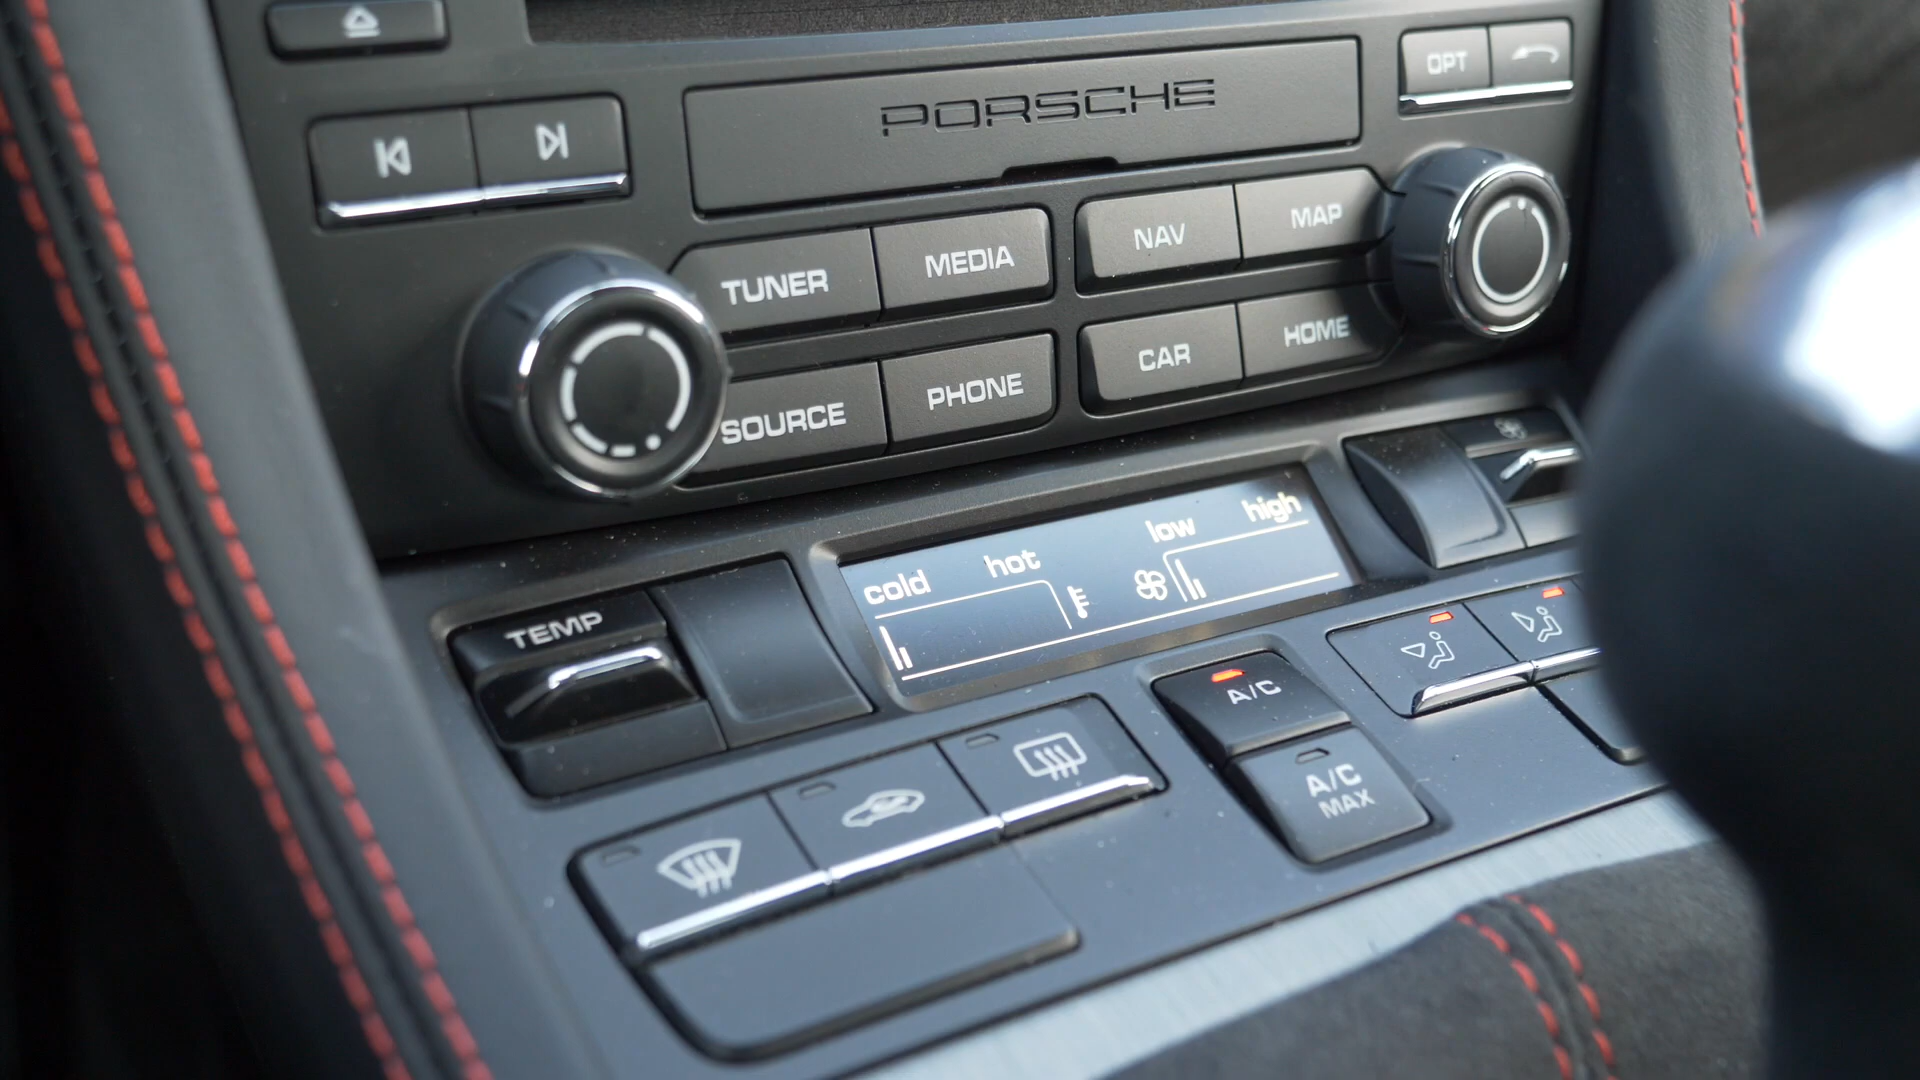 OPT
PORSCHE
TUNER
MEDIA
NAV
MAP
SOURCE
PHONE
CAR
HOME
TEMP
cold
hot
low
high
A/C
A/C
MAX